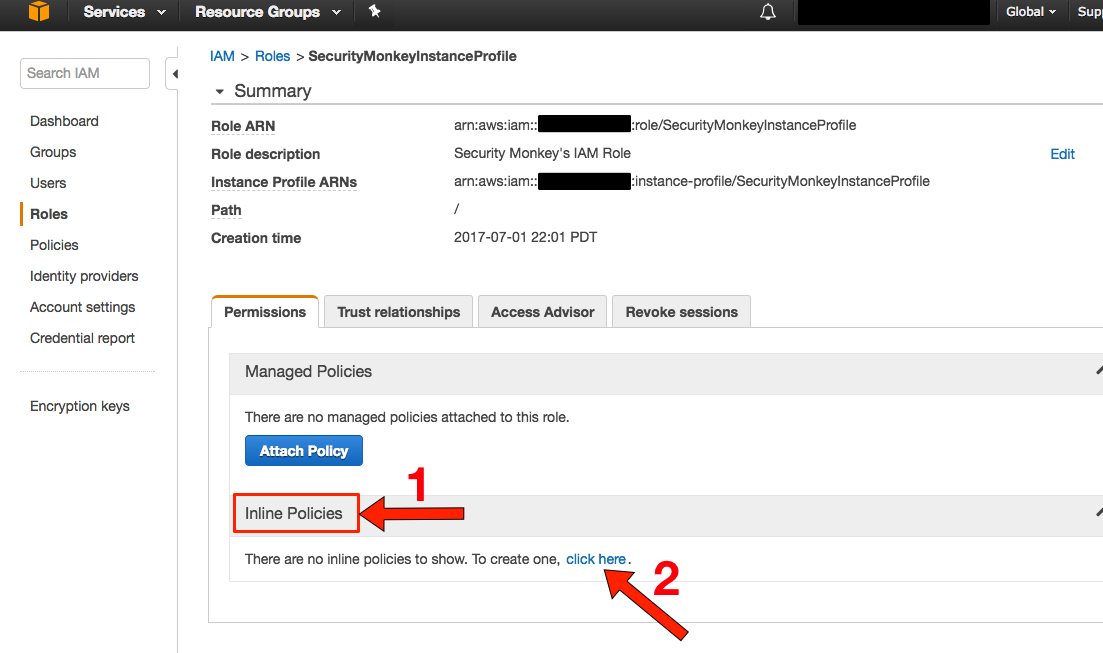 Services Resource Groups Global Supp
Search IAM
Dashboard
Groups
Users
Roles
Policies
Identity providers
Account settings
Credential report
Encryption keys
IAM > Roles > SecurityMonkeyInstanceProfile
Summary
Role ARN arn:aws:iam:: :role/SecurityMonkeyInstanceProfile
Role description Security Monkey's IAM Role Edit
Instance Profile ARNs arn:aws:iam:: :instance-profile/SecurityMonkeyInstanceProfile
Path /
Creation time 2017-07-01 22:01 PDT
Permissions Trust relationships Access Advisor Revoke sessions
Managed Policies
There are no managed policies attached to this role.
Attach Policy
1
Inline Policies
There are no inline policies to show. To create one, click here.
2